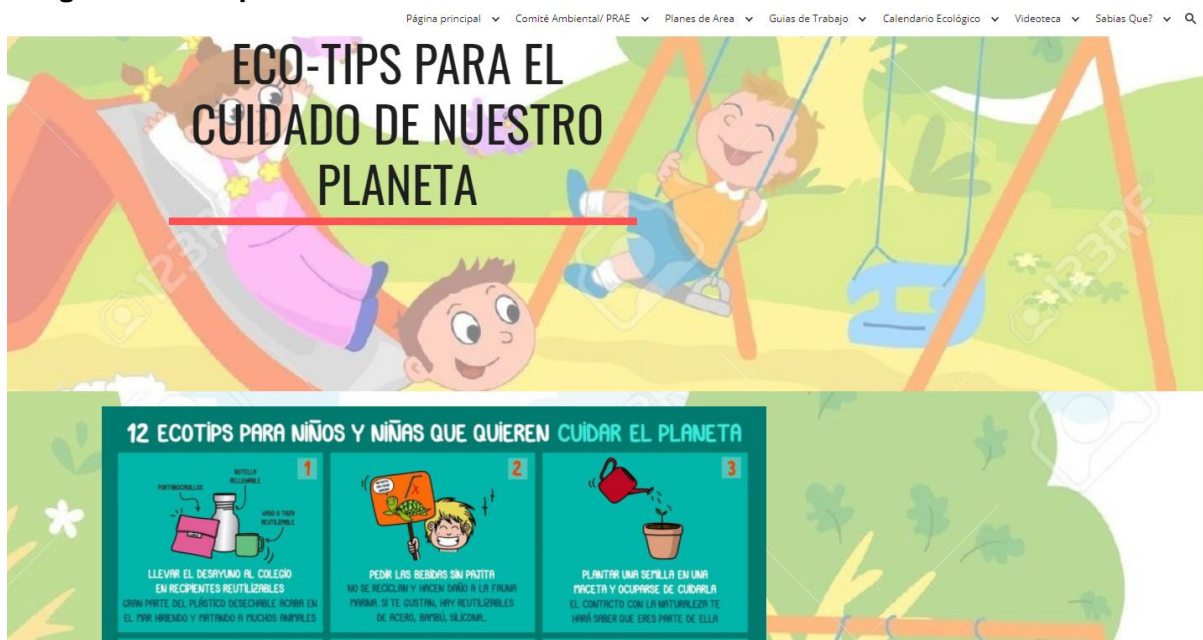 Página principal Comité Ambiental/ PRAE Planes de Area Guias de Trabajo Calendario Ecológico Videoteca Sabias Que?
ECO-TIPS PARA EL
CUIDADO DE NUESTRO
PLANETA
123RF
123RF
12 ECOTIPS PARA NIÑOS Y NIÑAS QUE QUIEREN CUIDAR EL PLANETA
1
PORTABOCADILLOS
BOTELLA
RELLENABLE
VASO O TAZA
REUTILIZABLE
LLEVAR EL DESAYUNO AL COLEGIO
EN RECIPIENTES REUTILIZABLES
GRAN PARTE DEL PLÁSTICO DESECHABLE ACABA EN
EL MAR HIRIENDO Y MATANDO A MUCHOS ANIMALES
2
PEDIR LAS BEBIDAS SIN PAJITA
NO SE RECICLAN Y HACEN DAÑO A LA FAUNA
MARINA. SI TE GUSTAN, HAY REUTILIZABLES
DE ACERO, BAMBÚ, SILICONA..
3
PLANTAR UNA SEMILLA EN UNA
MACETA Y OCUPARSE DE CUIDARLA
EL CONTACTO CON LA NATURALEZA TE
HARÁ SABER QUE ERES PARTE DE ELLA